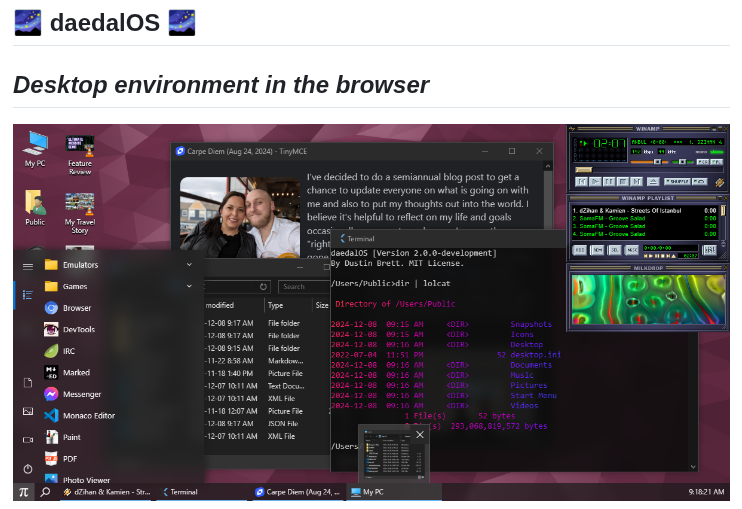 daedalOS
Desktop environment in the browser
My PC
Feature
Review
Public
My Travel
Story
Carpe Diem (Aug 24, 2024) - TinyMCE
I've decided to do a semiannual blog post to get a
chance to update everyone on what is going on with
me and also to put my thoughts out into the world. I
believe it's helpful to reflect on my life and goals
WINAMP
WINAMP PLAYLIST
1. dZihan & Kamien - Streets Of Istanbul 0:00
2. SomaFM - Groove Salad 0:00
3. SomaFM - Groove Salad 0:00
4. SomaFM - Groove Salad 0:00
MILKDROP
Emulators
Games
Browser
DevTools
IRC
Marked
Messenger
Monaco Editor
Paint
PDF
Photo Viewer
Search
modified Type Size
-12-08 9:17 AM File folder
-12-08 9:17 AM File folder
-12-08 9:15 AM File folder
-11-22 8:58 AM Markdow...
-11-18 1:40 PM Picture File
-12-07 10:11 AM Text Docu...
-12-07 10:11 AM XML File
-11-18 12:07 AM Picture File
-12-08 9:17 AM JSON File
-12-07 10:11 AM XML File
Terminal
daedalOS [Version 2.0.0-development]
By Dustin Brett. MIT License.
/Users/Public>dir | lolcat
Directory of /Users/Public
2024-12-08 09:15 AM <DIR> Snapshots
2024-12-08 09:15 AM <DIR> Icons
2024-12-08 09:16 AM <DIR> Desktop
2022-07-04 11:51 PM 52 desktop.ini
2024-12-08 09:16 AM <DIR> Documents
2024-12-08 09:16 AM <DIR> Music
2024-12-08 09:16 AM <DIR> Pictures
2024-12-08 09:16 AM <DIR> Start Menu
2024-12-08 09:16 AM <DIR> Videos
1 File(s) 52 bytes
293,060,819,572 bytes
/Users
dZihan & Kamien - Str...
Terminal
Carpe Diem (Aug 24, ...
My PC
9:18:21 AM